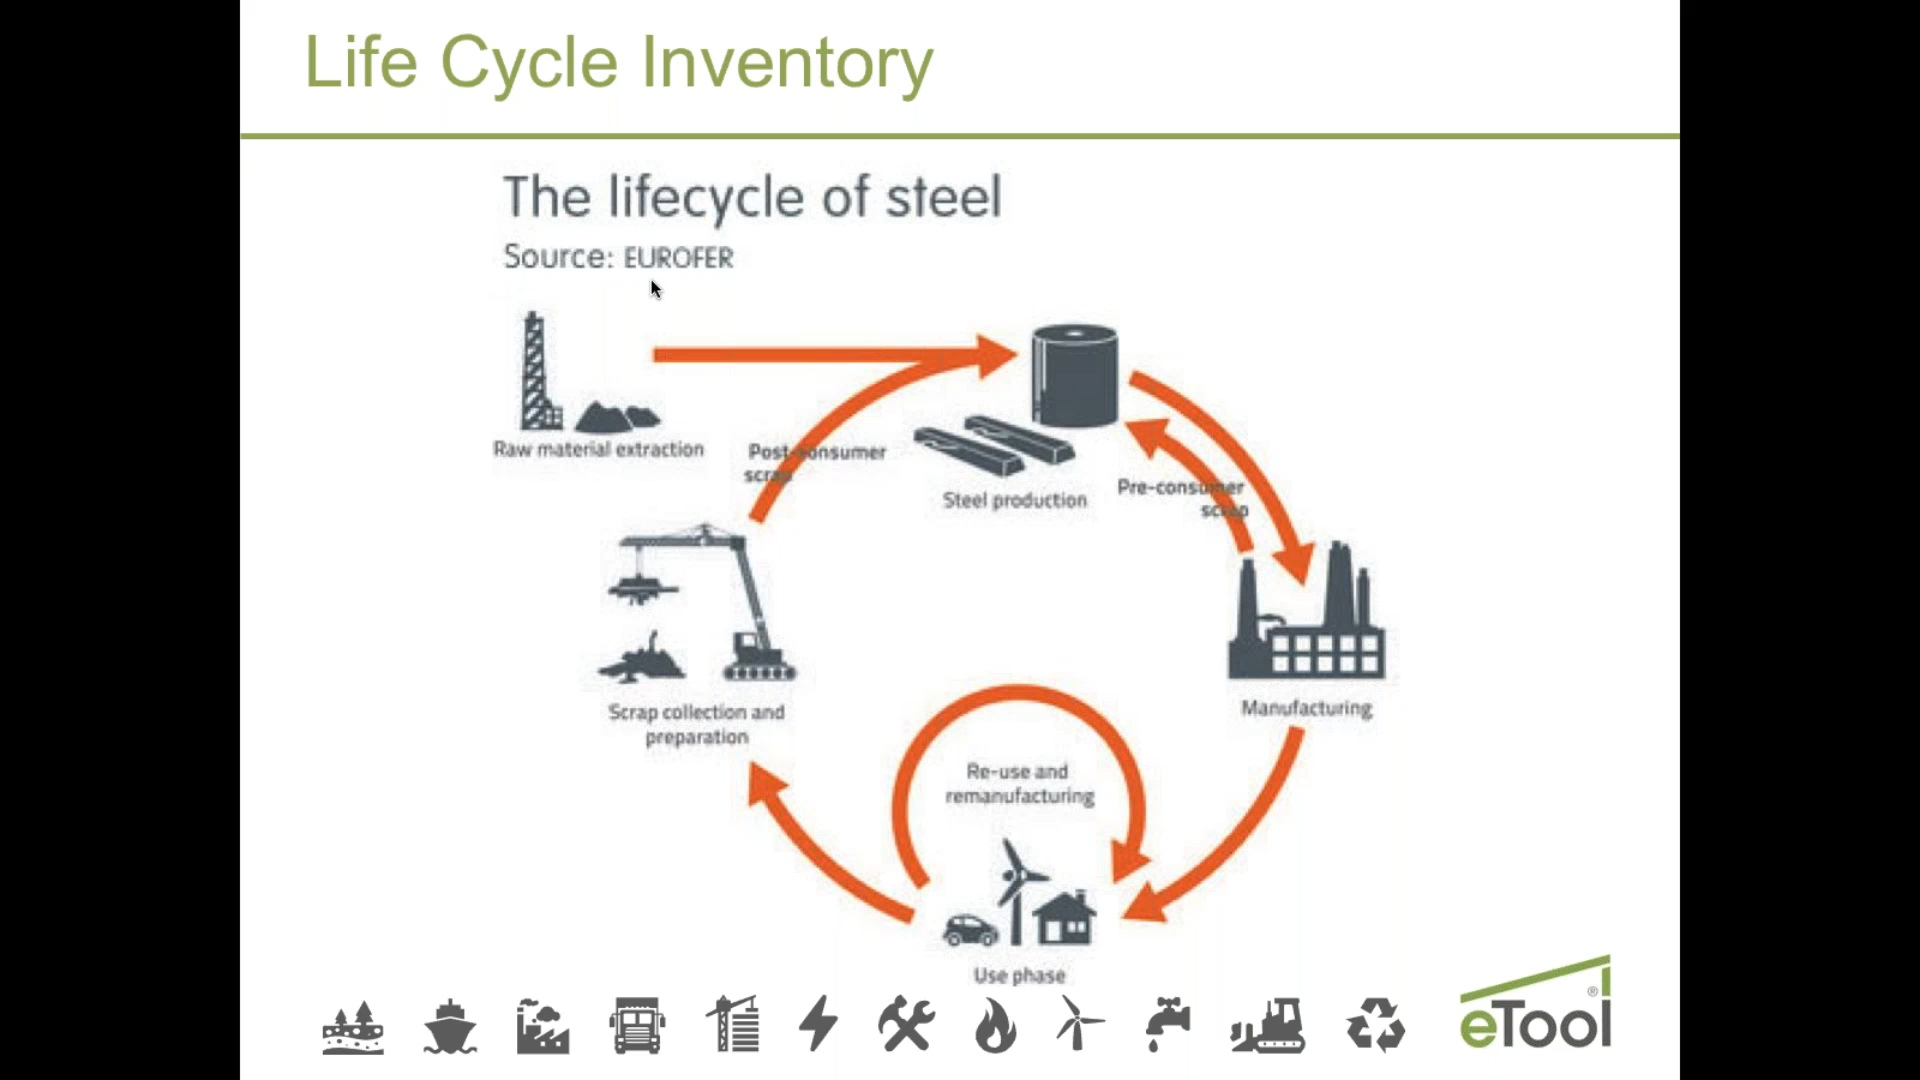 Life Cycle Inventory
The lifecycle of steel
Source: EUROFER
Raw material extraction
Post-consumer
scrap
Steel production
Pre-consumer
scrap
Scrap collection and
preparation
Manufacturing
Re-use and
remanufacturing
Use phase
eTool®